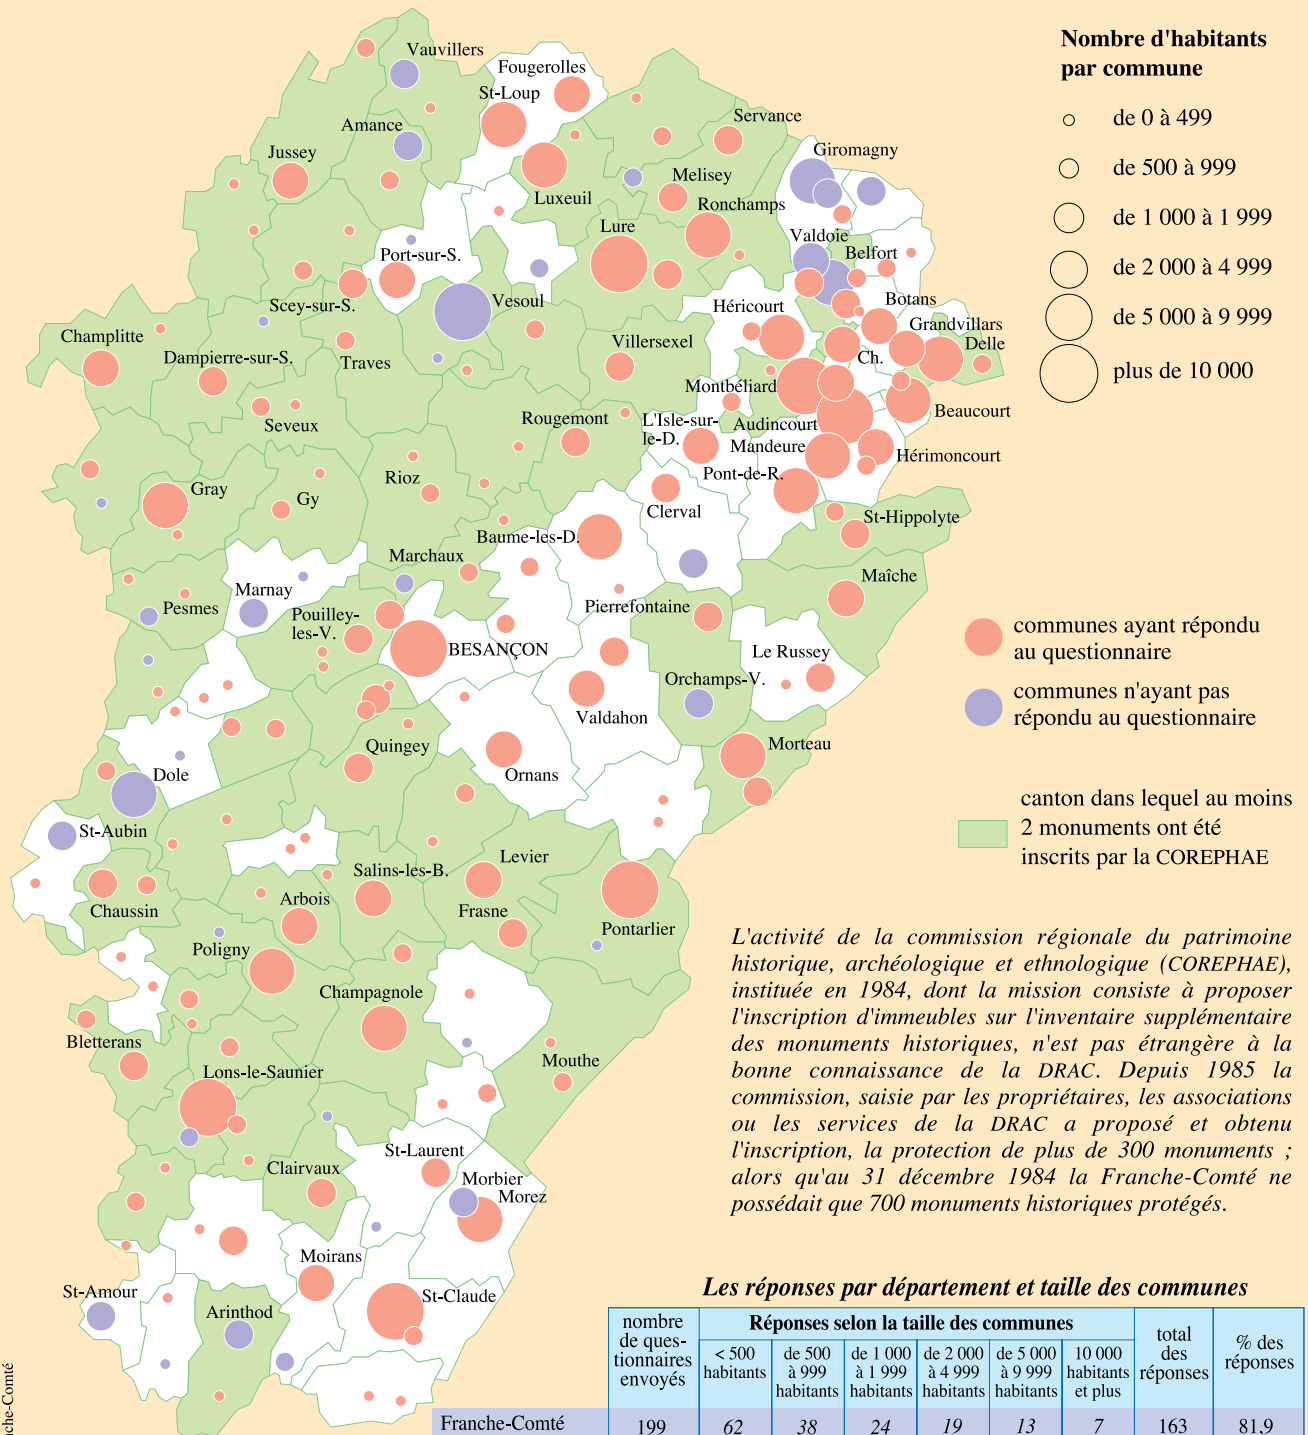 Nombre d'habitants
par commune
de 0 à 499
de 500 à 999
de 1 000 à 1 999
de 2 000 à 4 999
de 5 000 à 9 999
plus de 10 000
Vauvillers
Fougerolles
St-Loup
Amance
Servance
Jussey
Giromagny
Melisey
Luxeuil
Ronchamps
Lure
Valdoie
Belfort
Port-sur-S.
Scey-sur-S.
Vesoul
Héricourt
Botans
Champlitte
Grandvillars
Delle
Dampierre-sur-S.
Traves
Villersexel
Ch.
Montbéliard
Seveux
Rougemont
L'Isle-sur-
le-D.
Audincourt
Beaucourt
Mandeure
Hérimoncourt
Gray
Gy
Rioz
Pont-de-R.
Clerval
St-Hippolyte
Baume-les-D.
Marchaux
Maîche
Marnay
Pesmes
Pierrefontaine
Pouilley-
les-V.
BESANÇON
Le Russey
Orchamps-V.
Valdahon
communes ayant répondu
au questionnaire
communes n'ayant pas
répondu au questionnaire
Quingey
Ornans
Morteau
Dole
St-Aubin
canton dans lequel au moins
2 monuments ont été
inscrits par la COREPHAE
Levier
Salins-les-B.
Arbois
Chaussin
Frasne
Pontarlier
Poligny
Champagnole
Bletterans
Mouthe
Lons-le-Saunier
L'activité de la commission régionale du patrimoine
historique, archéologique et ethnologique (COREPHAE),
instituée en 1984, dont la mission consiste à proposer
l'inscription d'immeubles sur l'inventaire supplémentaire
des monuments historiques, n'est pas étrangère à la
bonne connaissance de la DRAC. Depuis 1985 la
commission, saisie par les propriétaires, les associations
ou les services de la DRAC a proposé et obtenu
l'inscription, la protection de plus de 300 monuments ;
alors qu'au 31 décembre 1984 la Franche-Comté ne
possédait que 700 monuments historiques protégés.
St-Laurent
Clairvaux
Morbier
Morez
Moirans
St-Amour
Arinthod
St-Claude
Les réponses par département et taille des communes
nombre
de ques-
tionnaires
envoyés
Réponses selon la taille des communes
< 500
habitants
de 500
à 999
habitants
de 1 000
à 1 999
habitants
de 2 000
à 4 999
habitants
de 5 000
à 9 999
habitants
10 000
habitants
et plus
total
des
réponses
% des
réponses
Franche-Comté 199 62 38 24 19 13 7 163 81,9